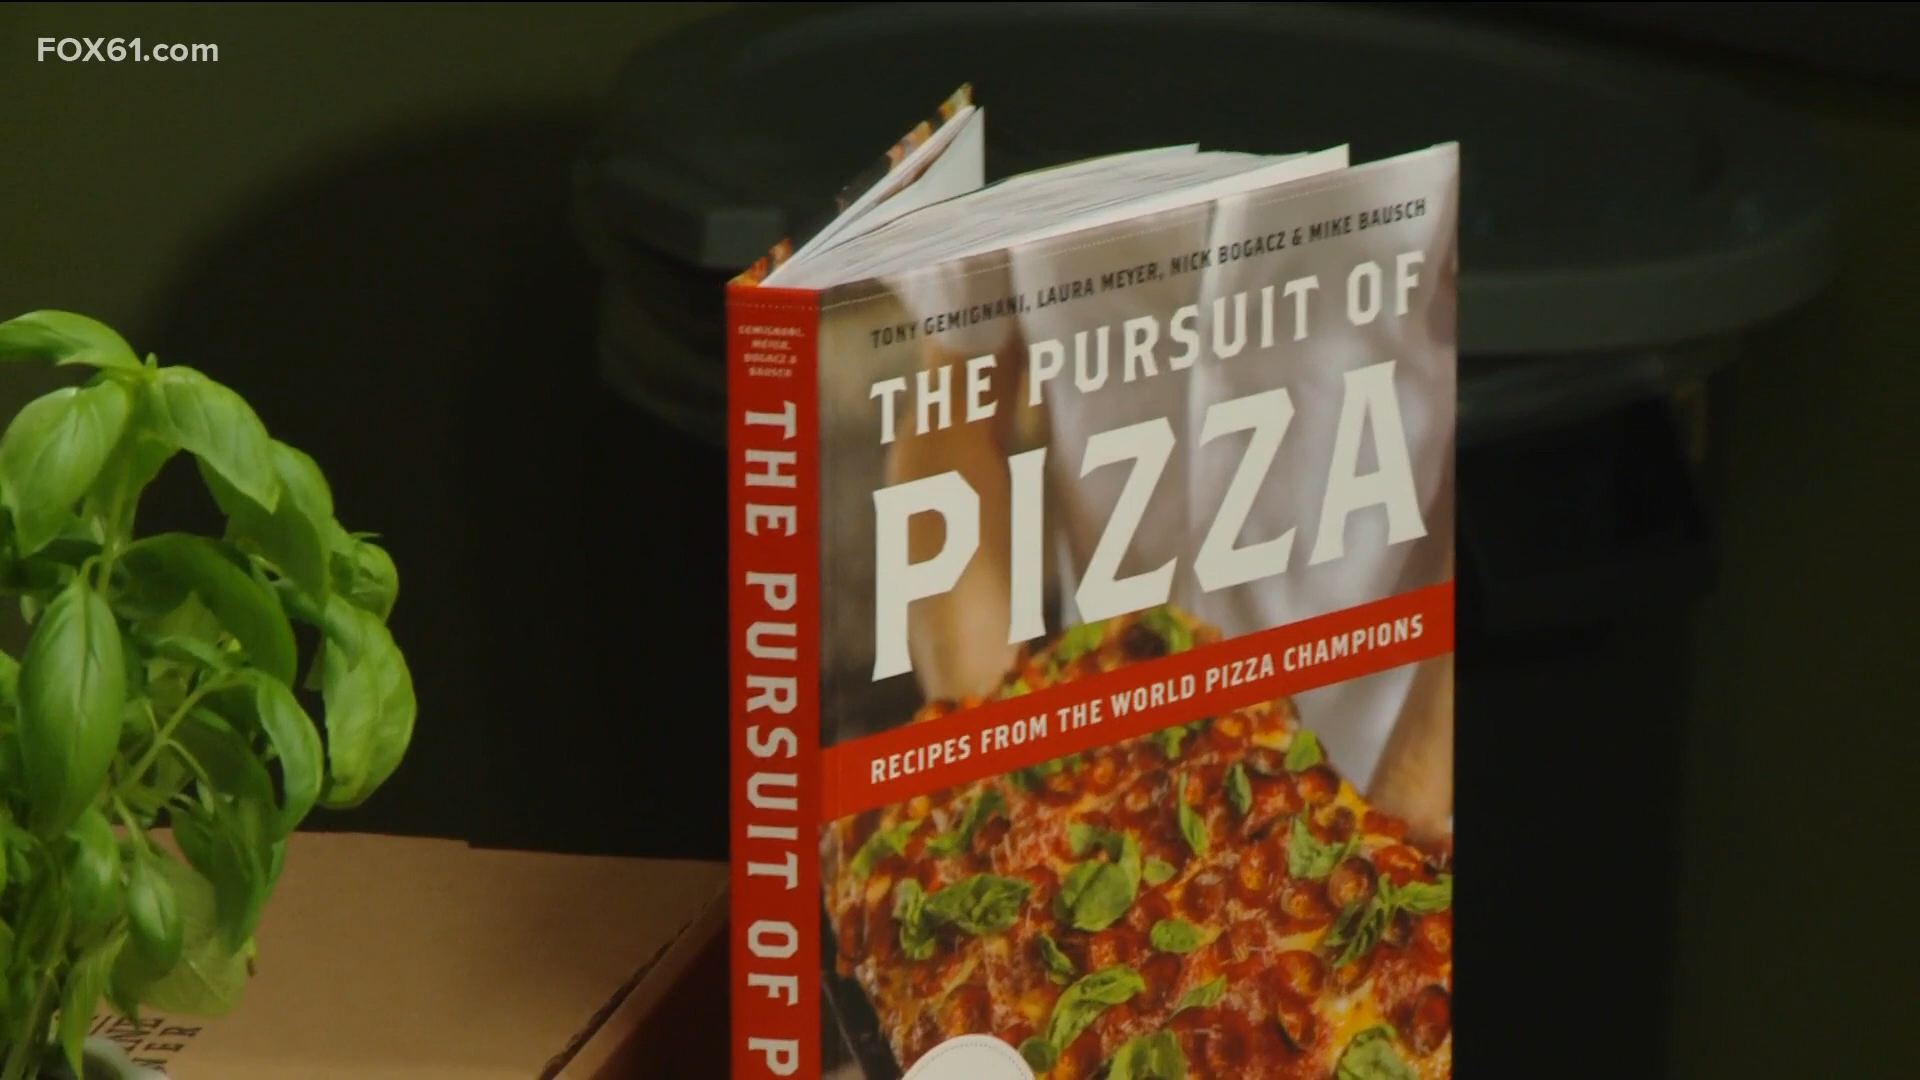 FOX61.com
TONY GEMIGNANI, LAURA MEYER, NICK BOGACZ & MIKE BAUSCH
THE PURSUIT OF
PIZZA
RECIPES FROM THE WORLD PIZZA CHAMPIONS
GEMIGNANI,
MEYER,
BOGACZ &
BAUSCH
THE PURSUIT OF P